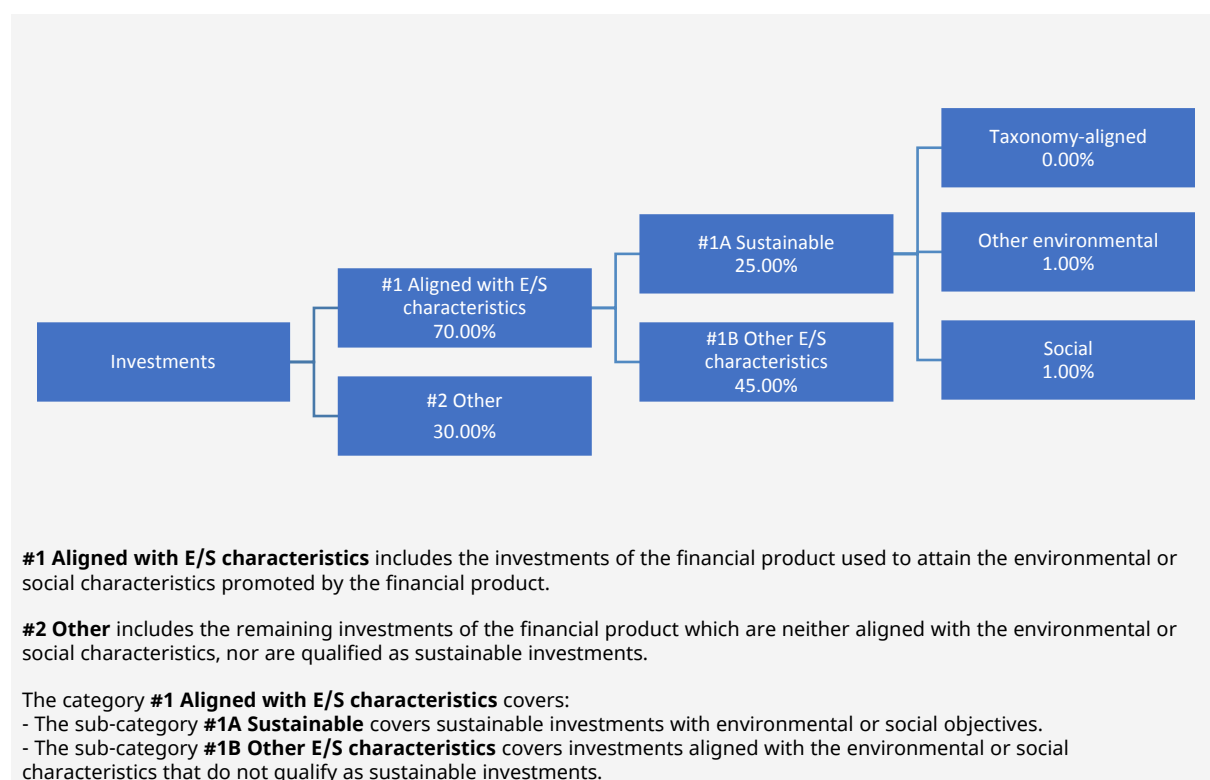 Investments
#1 Aligned with E/S
characteristics
70.00%
#2 Other
30.00%
#1A Sustainable
25.00%
#1B Other E/S
characteristics
45.00%
Taxonomy-aligned
0.00%
Other environmental
1.00%
Social
1.00%
#1 Aligned with E/S characteristics includes the investments of the financial product used to attain the environmental or
social characteristics promoted by the financial product.
#2 Other includes the remaining investments of the financial product which are neither aligned with the environmental or
social characteristics, nor are qualified as sustainable investments.
The category #1 Aligned with E/S characteristics covers:
- The sub-category #1A Sustainable covers sustainable investments with environmental or social objectives.
- The sub-category #1B Other E/S characteristics covers investments aligned with the environmental or social
characteristics that do not qualify as sustainable investments.